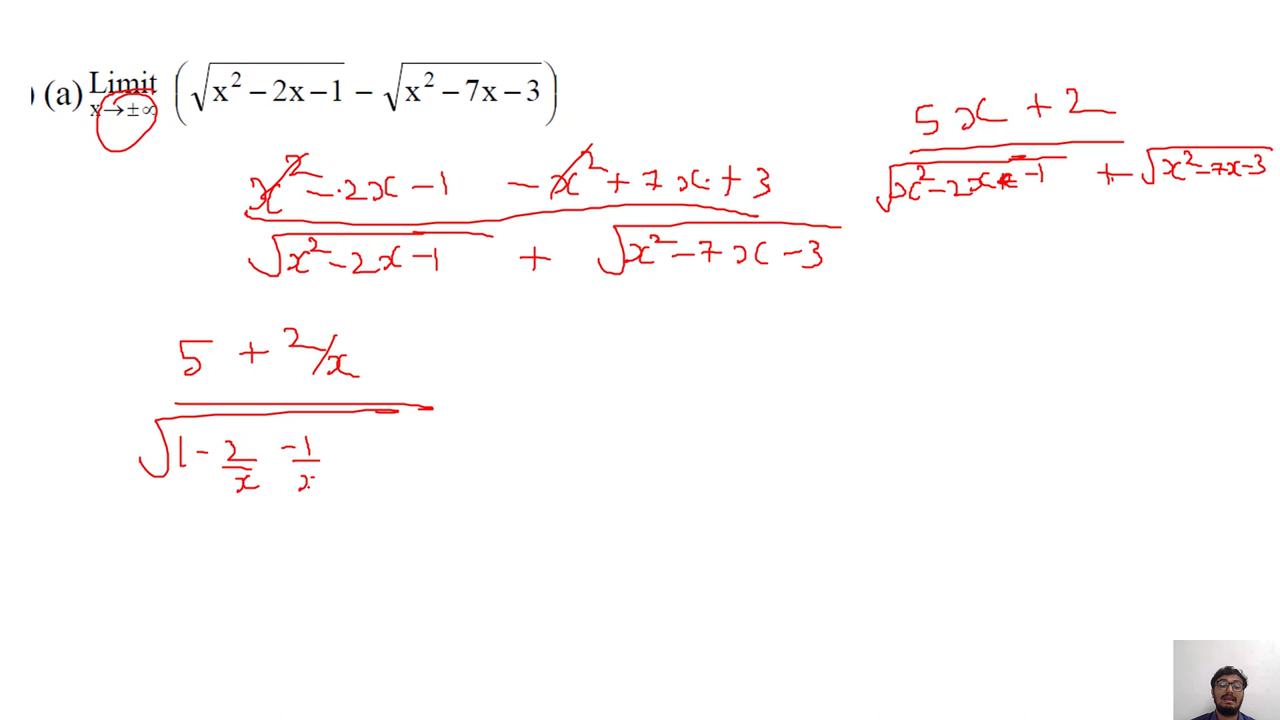 ) (a) Limit x→±∞ (√(x² − 2x − 1) − √(x² − 7x − 3))
5x + 2
√(x² − 2x − 1) + √(x² − 7x − 3)
x² − 2x − 1 − x² + 7x + 3
√(x² − 2x − 1) + √(x² − 7x − 3)
5 + 2/x
√(1 − 2/x −1/x